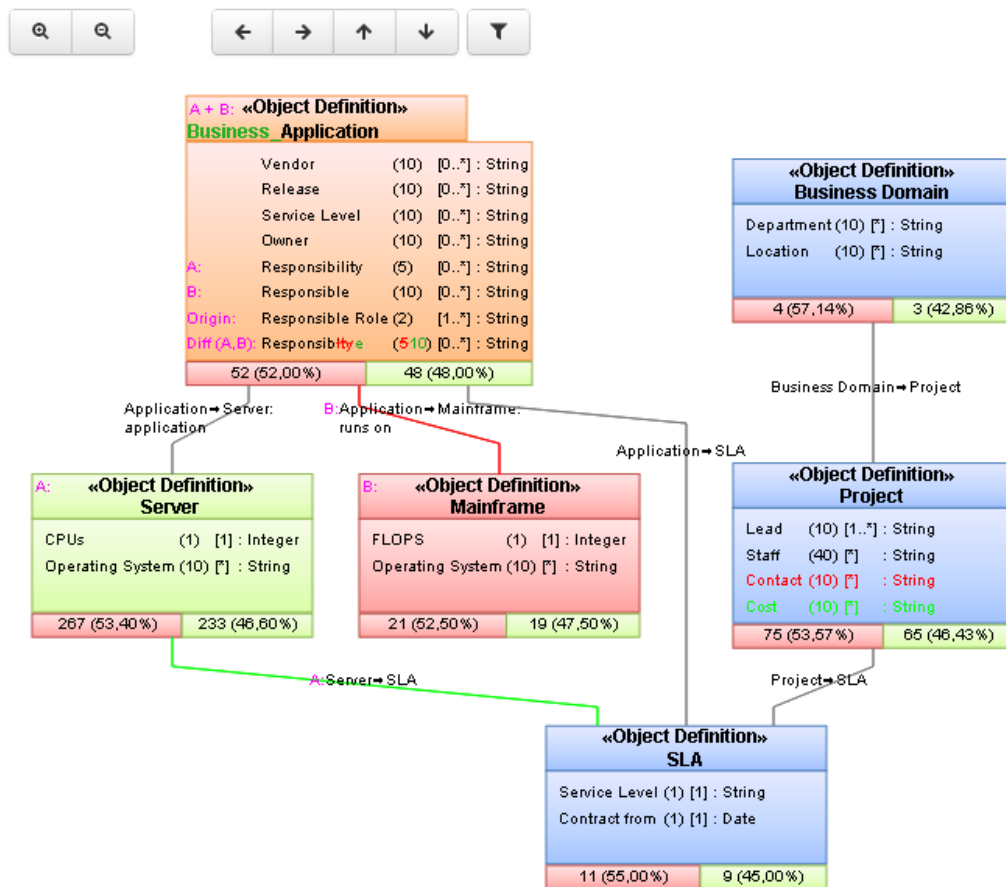 A + B: «Object Definition»
Business_Application
Vendor (10) [0..*] : String
Release (10) [0..*] : String
Service Level (10) [0..*] : String
Owner (10) [0..*] : String
A: Responsibility (5) [0..*] : String
B: Responsible (10) [0..*] : String
Origin: Responsible Role (2) [1..*] : String
Diff (A,B): Responsibltye (510) [0..*] : String
52 (52,00%) 48 (48,00%)
«Object Definition»
Business Domain
Department (10) [*] : String
Location (10) [*] : String
4 (57,14%) 3 (42,86%)
Business Domain→Project
Application→Server:
application
B:Application→Mainframe:
runs on
Application→SLA
A: «Object Definition»
Server
CPUs (1) [1] : Integer
Operating System (10) [*] : String
267 (53,40%) 233 (46,60%)
B: «Object Definition»
Mainframe
FLOPS (1) [1] : Integer
Operating System (10) [*] : String
21 (52,50%) 19 (47,50%)
«Object Definition»
Project
Lead (10) [1..*] : String
Staff (40) [*] : String
Contact (10) [*] : String
Cost (10) [*] : String
75 (53,57%) 65 (46,43%)
A:Server→SLA
Project→SLA
«Object Definition»
SLA
Service Level (1) [1] : String
Contract from (1) [1] : Date
11 (55,00%) 9 (45,00%)